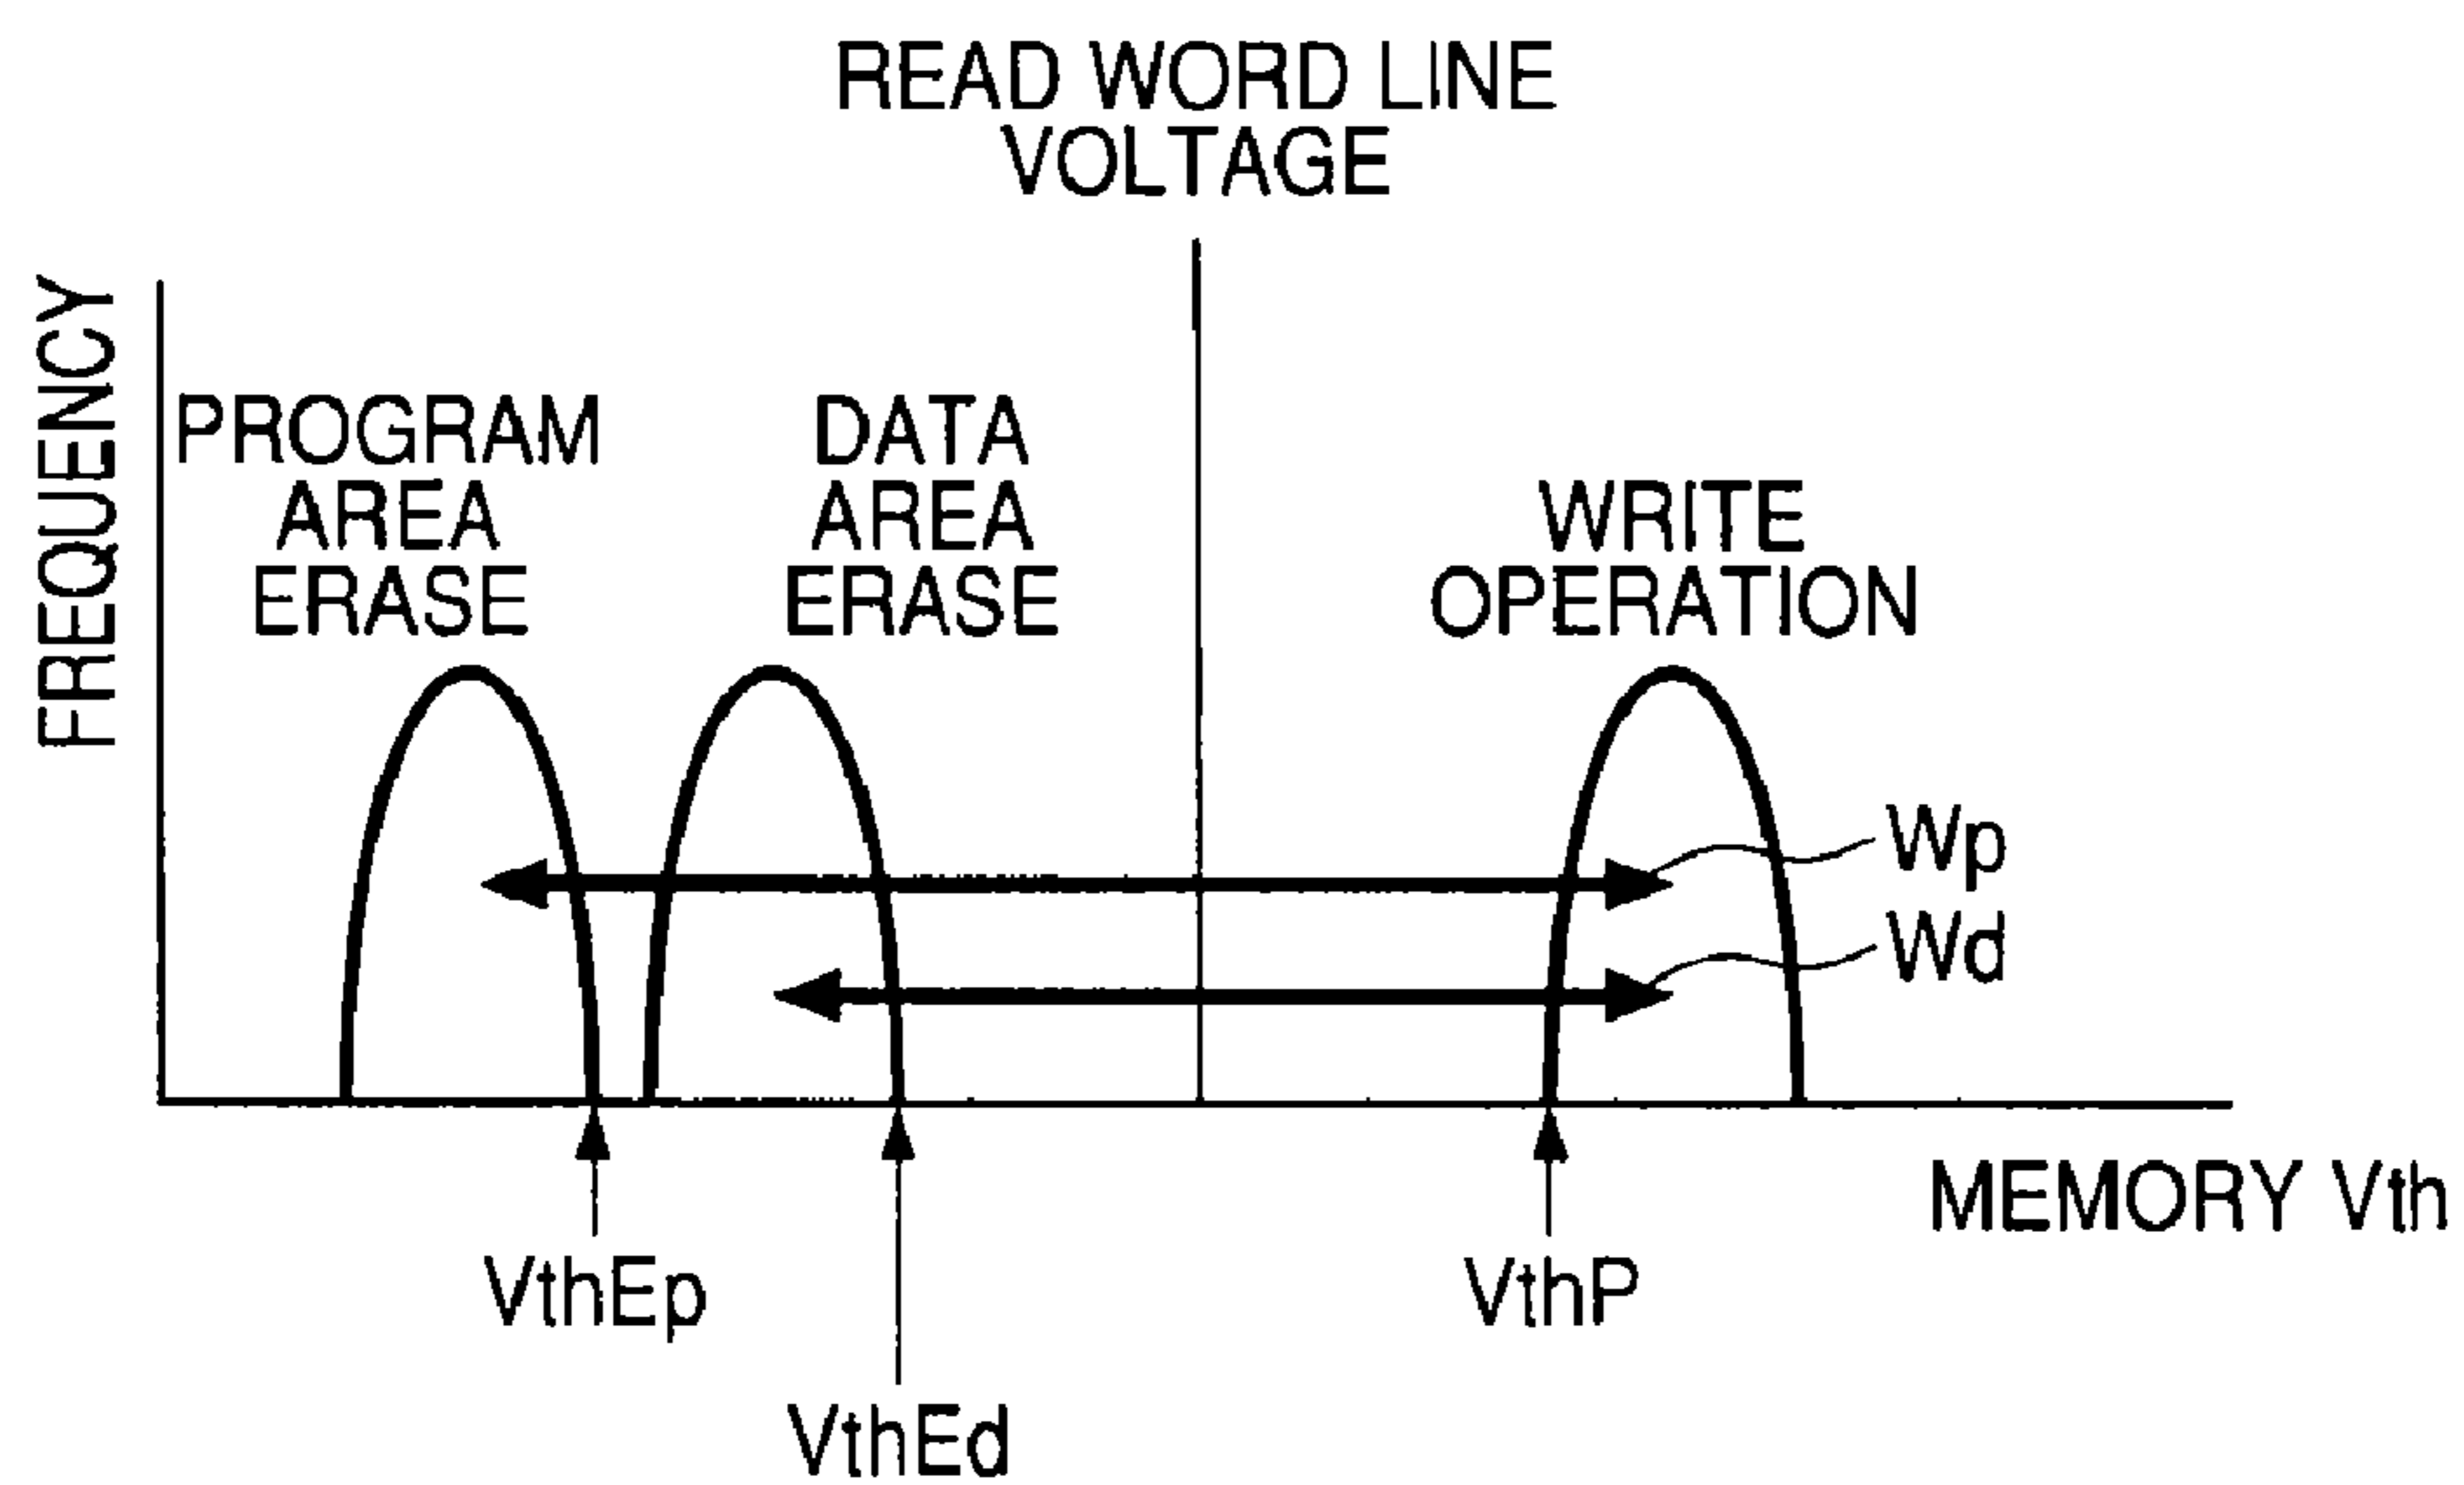 READ WORD LINE
VOLTAGE
FREQUENCY
PROGRAM
AREA
ERASE
DATA
AREA
ERASE
WRITE
OPERATION
Wp
Wd
MEMORY Vth
VthEp
VthP
VthEd